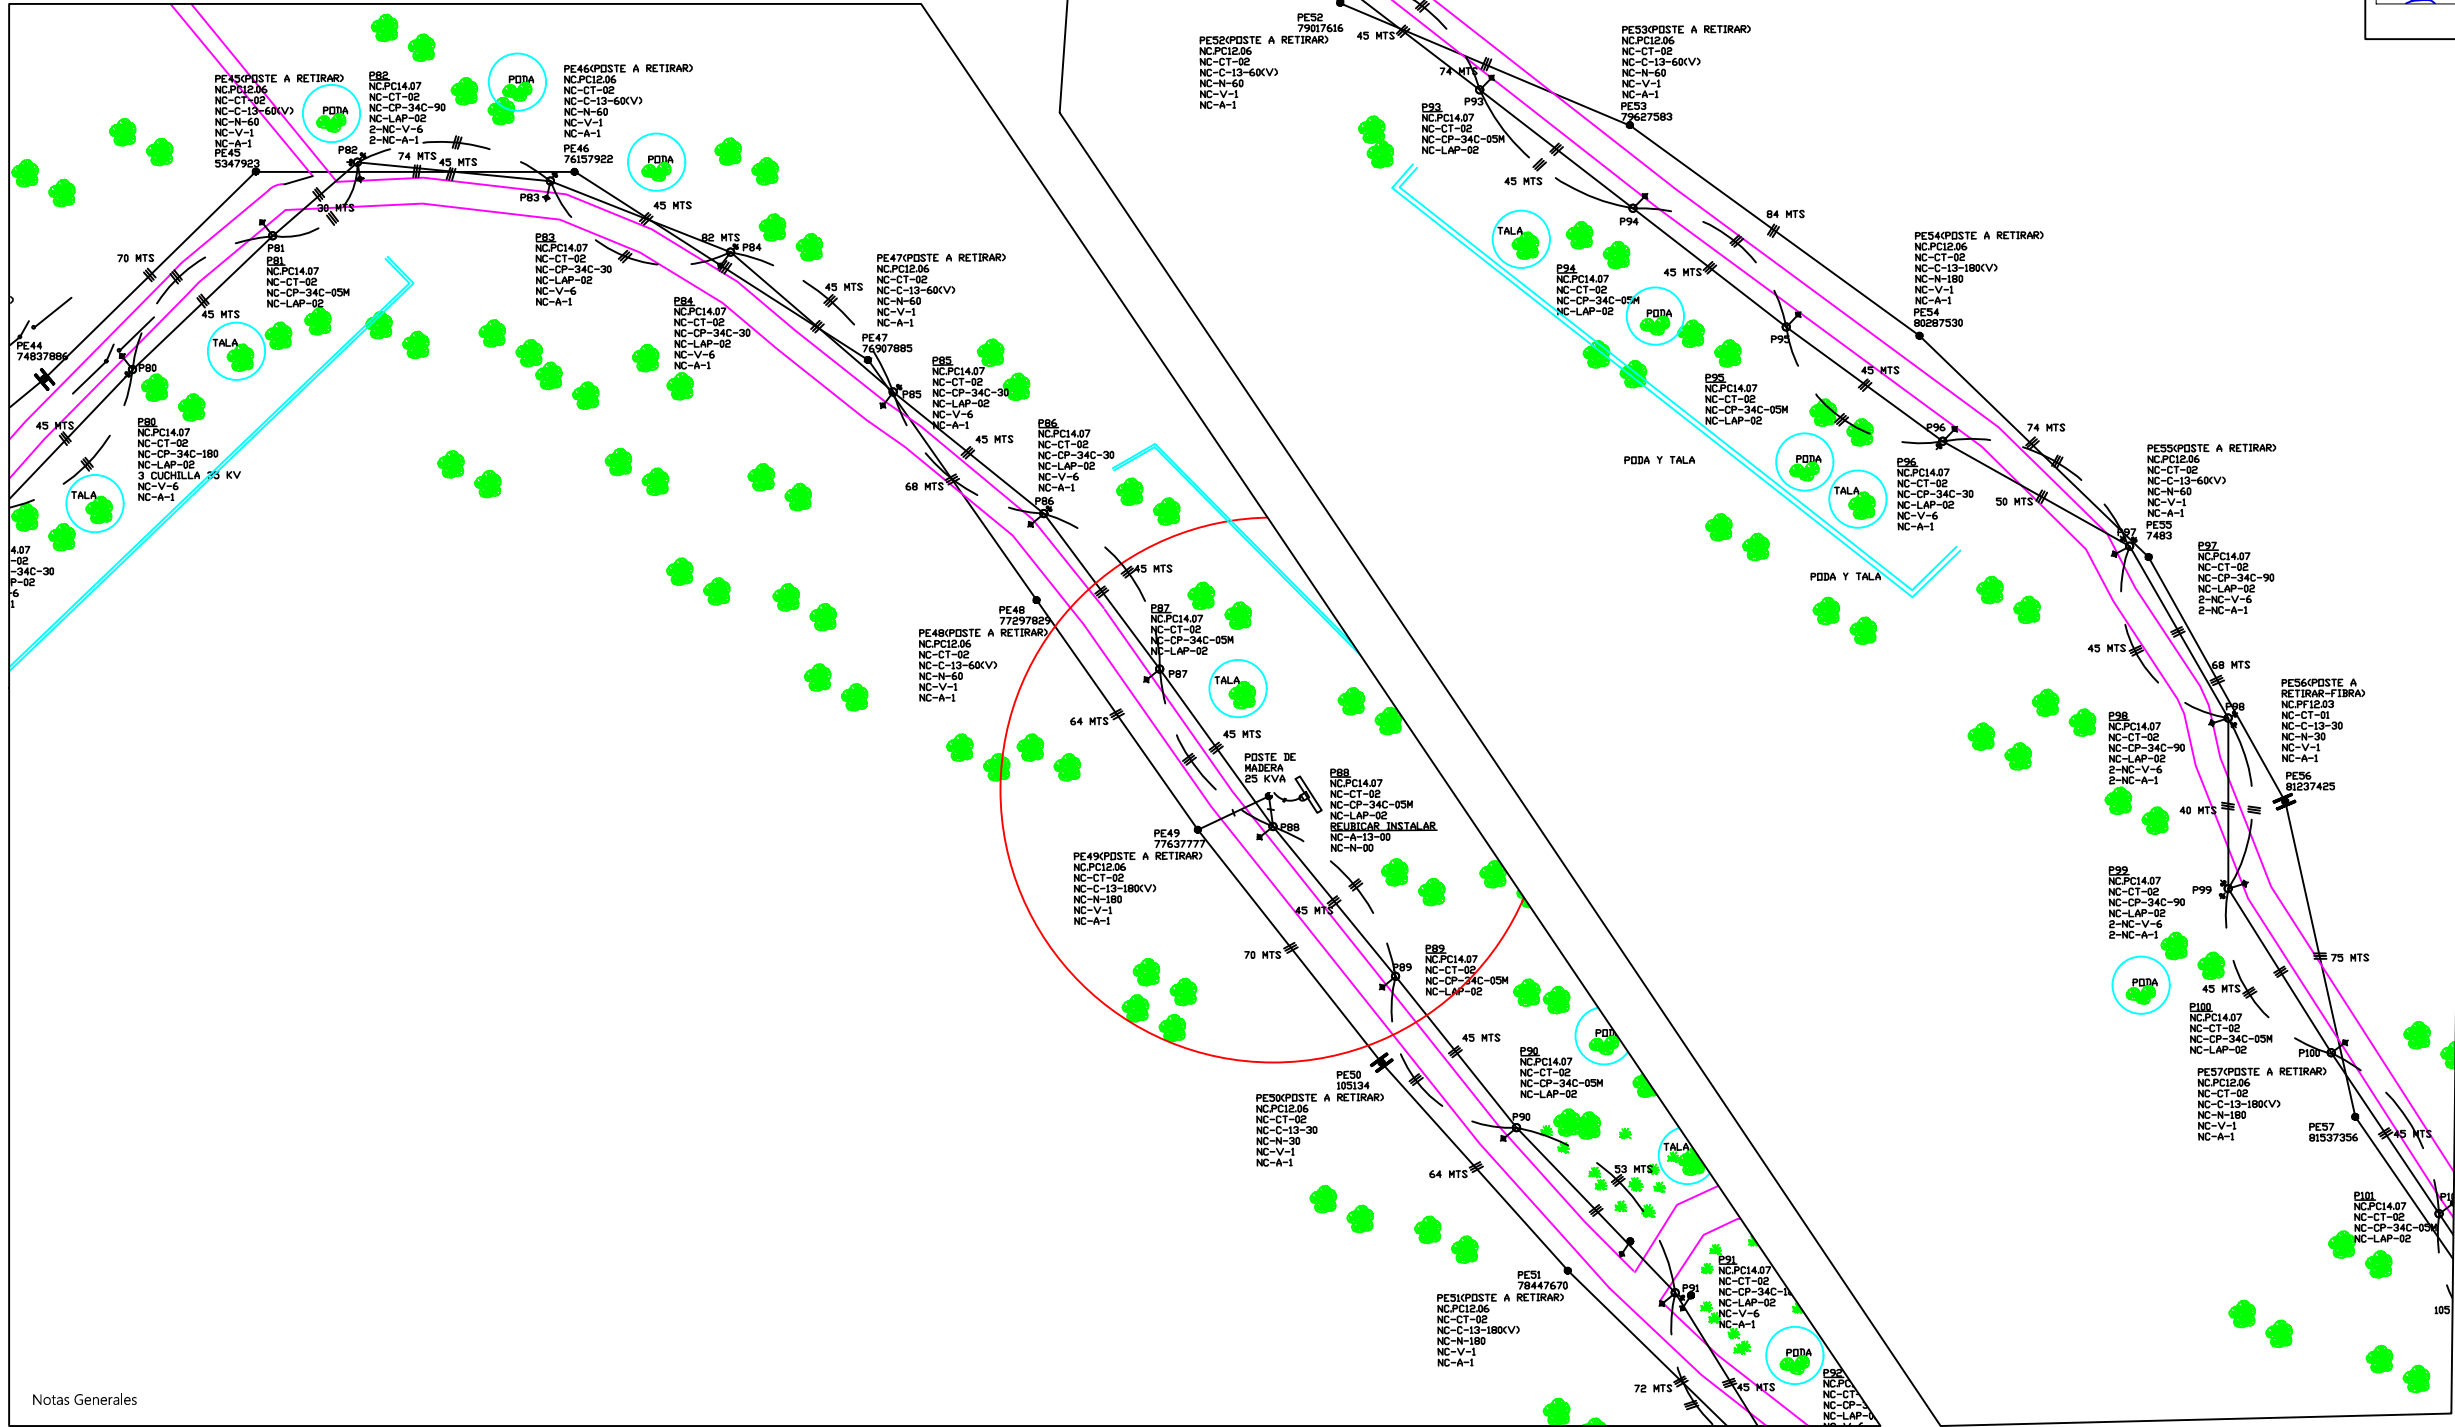 PE45(POSTE A RETIRAR)
NC.PC12.06
NC-CT-02
NC-C-13-60(V)
NC-N-60
NC-V-1
NC-A-1
PE45
5347923
PODA
P82
NC.PC14.07
NC-CT-02
NC-CP-34C-90
NC-LAP-02
2-NC-V-6
2-NC-A-1
P82
PODA
PE46(POSTE A RETIRAR)
NC.PC12.06
NC-CT-02
NC-C-13-60(V)
NC-N-60
NC-V-1
NC-A-1
PE46
76157922
PODA
74 MTS
45 MTS
30 MTS
70 MTS
P81
P81
NC.PC14.07
NC-CT-02
NC-CP-34C-05M
NC-LAP-02
45 MTS
TALA
PE44
74837886
P80
45 MTS
P80
NC.PC14.07
NC-CT-02
NC-CP-34C-180
NC-LAP-02
3 CUCHILLA 35 KV
NC-V-6
NC-A-1
TALA
4.07
-02
-34C-30
P-02
-6
1
P83
45 MTS
P83
NC.PC14.07
NC-CT-02
NC-CP-34C-30
NC-LAP-02
NC-V-6
NC-A-1
82 MTS
P84
P84
NC.PC14.07
NC-CT-02
NC-CP-34C-30
NC-LAP-02
NC-V-6
NC-A-1
45 MTS
PE47(POSTE A RETIRAR)
NC.PC12.06
NC-CT-02
NC-C-13-60(V)
NC-N-60
NC-V-1
NC-A-1
PE47
76907885
P85
P85
NC.PC14.07
NC-CT-02
NC-CP-34C-30
NC-LAP-02
NC-V-6
NC-A-1
45 MTS
68 MTS
P86
NC.PC14.07
NC-CT-02
NC-CP-34C-30
NC-LAP-02
NC-V-6
NC-A-1
P86
45 MTS
PE48
77297829
PE48(POSTE A RETIRAR)
NC.PC12.06
NC-CT-02
NC-C-13-60(V)
NC-N-60
NC-V-1
NC-A-1
P87
NC.PC14.07
NC-CT-02
NC-CP-34C-05M
NC-LAP-02
P87
TALA
64 MTS
45 MTS
POSTE DE
MADERA
25 KVA
P88
NC.PC14.07
NC-CT-02
NC-CP-34C-05M
NC-LAP-02
REUBICAR INSTALAR
NC-A-13-00
NC-N-00
P88
PE49
77637777
PE49(POSTE A RETIRAR)
NC.PC12.06
NC-CT-02
NC-C-13-180(V)
NC-N-180
NC-V-1
NC-A-1
45 MTS
70 MTS
P89
P89
NC.PC14.07
NC-CT-02
NC-CP-34C-05M
NC-LAP-02
45 MTS
PE50
105134
PE50(POSTE A RETIRAR)
NC.PC12.06
NC-CT-02
NC-C-13-30
NC-N-30
NC-V-1
NC-A-1
P90
NC.PC14.07
NC-CT-02
NC-CP-34C-05M
NC-LAP-02
P90
TALA
64 MTS
53 MTS
PE51
78447670
PE51(POSTE A RETIRAR)
NC.PC12.06
NC-CT-02
NC-C-13-180(V)
NC-N-180
NC-V-1
NC-A-1
P91
P91
NC.PC14.07
NC-CT-02
NC-LAP-02
NC-V-6
NC-A-1
PODA
72 MTS
45 MTS
P92
Notas Generales
PE52
79017616
PE52(POSTE A RETIRAR)
NC.PC12.06
NC-CT-02
NC-C-13-60(V)
NC-N-60
NC-V-1
NC-A-1
45 MTS
74 MTS
P93
P93
NC.PC14.07
NC-CT-02
NC-CP-34C-05M
NC-LAP-02
PE53(POSTE A RETIRAR)
NC.PC12.06
NC-CT-02
NC-C-13-60(V)
NC-N-60
NC-V-1
NC-A-1
PE53
79627583
45 MTS
P94
TALA
84 MTS
P94
NC.PC14.07
NC-CT-02
NC-CP-34C-05M
NC-LAP-02
45 MTS
PODA
P95
PE54(POSTE A RETIRAR)
NC.PC12.06
NC-CT-02
NC-C-13-180(V)
NC-N-180
NC-V-1
NC-A-1
PE54
80287530
P95
NC.PC14.07
NC-CT-02
NC-CP-34C-05M
NC-LAP-02
45 MTS
P96
PODA Y TALA
PODA
TALA
P96
NC.PC14.07
NC-CT-02
NC-CP-34C-30
NC-LAP-02
NC-V-6
NC-A-1
74 MTS
50 MTS
PE55(POSTE A RETIRAR)
NC.PC12.06
NC-CT-02
NC-C-13-60(V)
NC-N-60
NC-V-1
NC-A-1
PE55
7483
P97
PODA Y TALA
P97
NC.PC14.07
NC-CT-02
NC-CP-34C-90
NC-LAP-02
2-NC-V-6
2-NC-A-1
45 MTS
68 MTS
PE56(POSTE A
RETIRAR-FIBRA)
NC.PF12.03
NC-CT-01
NC-C-13-30
NC-N-30
NC-V-1
NC-A-1
PE56
81237425
P98
P98
NC.PC14.07
NC-CT-02
NC-CP-34C-90
NC-LAP-02
2-NC-V-6
2-NC-A-1
40 MTS
P99
NC.PC14.07
NC-CT-02
NC-CP-34C-90
NC-LAP-02
2-NC-V-6
2-NC-A-1
P99
75 MTS
PODA
45 MTS
P100
NC.PC14.07
NC-CT-02
NC-CP-34C-05M
NC-LAP-02
P100
PE57(POSTE A RETIRAR)
NC.PC12.06
NC-CT-02
NC-C-13-180(V)
NC-N-180
NC-V-1
NC-A-1
PE57
81537356
45 MTS
P101
NC.PC14.07
NC-CT-02
NC-CP-34C-05M
NC-LAP-02
105